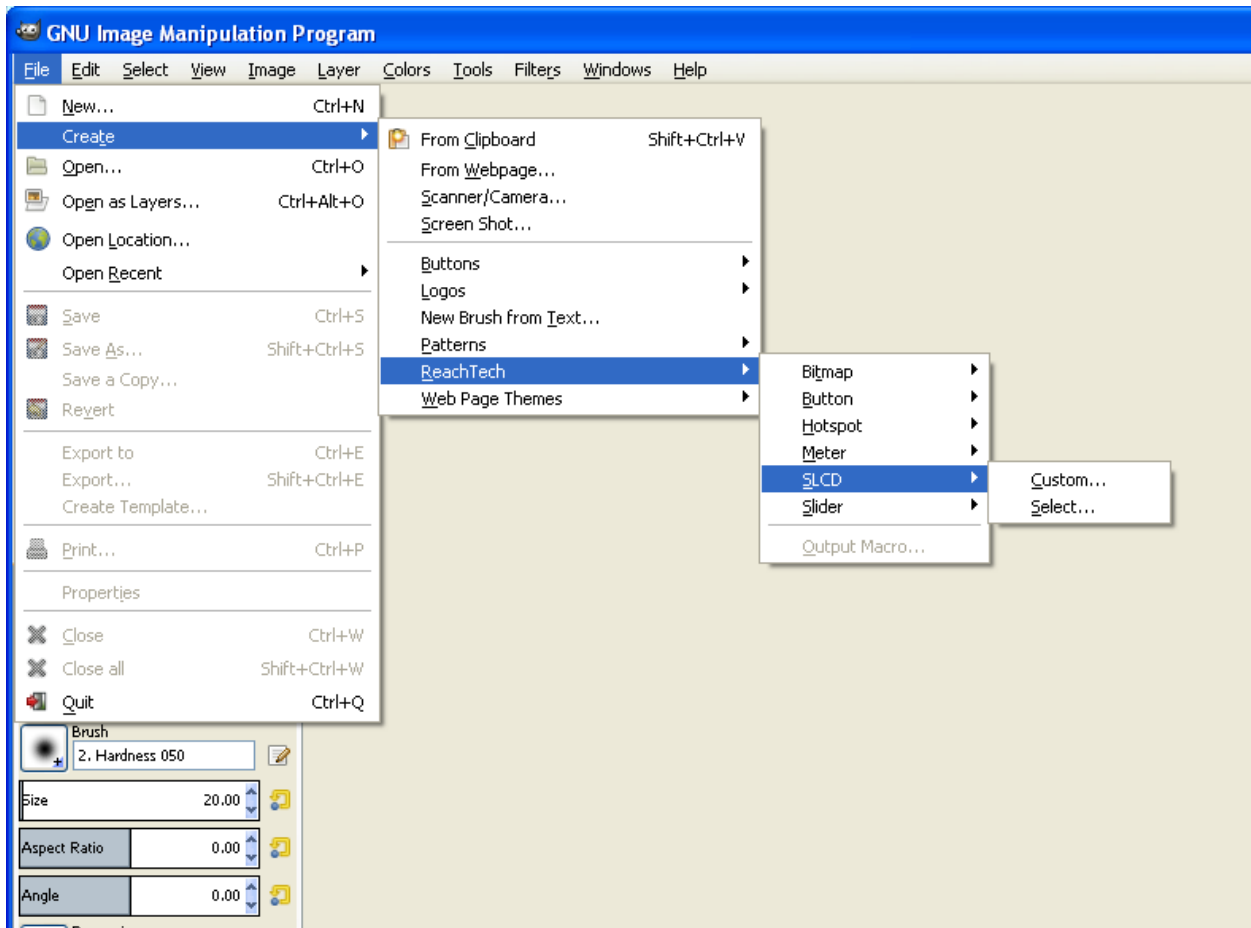 GNU Image Manipulation Program
File Edit Select View Image Layer Colors Tools Filters Windows Help
New... Ctrl+N
Create
Open... Ctrl+O
Open as Layers... Ctrl+Alt+O
Open Location...
Open Recent
Save Ctrl+S
Save As... Shift+Ctrl+S
Save a Copy...
Revert
Export to Ctrl+E
Export... Shift+Ctrl+E
Create Template...
Print... Ctrl+P
Properties
Close Ctrl+W
Close all Shift+Ctrl+W
Quit Ctrl+Q
From Clipboard Shift+Ctrl+V
From Webpage...
Scanner/Camera...
Screen Shot...
Buttons
Logos
New Brush from Text...
Patterns
ReachTech
Web Page Themes
Bitmap
Button
Hotspot
Meter
SLCD
Slider
Output Macro...
Custom...
Select...
Brush
2. Hardness 050
Size 20.00
Aspect Ratio 0.00
Angle 0.00